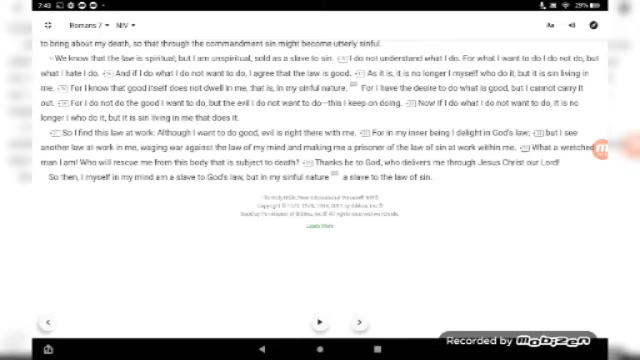 7:43
29%
Romans 7 NIV
Aa
to bring about my death, so that through the commandment sin might become utterly sinful.
We know that the law is spiritual; but I am unspiritual, sold as a slave to sin. I do not understand what I do. For what I want to do I do not do, but
what I hate I do. And if I do what I do not want to do, I agree that the law is good. As it is, it is no longer I myself who do it, but it is sin living in
me. For I know that good itself does not dwell in me, that is, in my sinful nature. For I have the desire to do what is good, but I cannot carry it
out. For I do not do the good I want to do, but the evil I do not want to do—this I keep on doing. Now if I do what I do not want to do, it is no
longer I who do it, but it is sin living in me that does it.
So I find this law at work: Although I want to do good, evil is right there with me. For in my inner being I delight in God's law; but I see
another law at work in me, waging war against the law of my mind and making me a prisoner of the law of sin at work within me. What a wretched
man I am! Who will rescue me from this body that is subject to death? Thanks be to God, who delivers me through Jesus Christ our Lord!
So then, I myself in my mind am a slave to God's law, but in my sinful nature a slave to the law of sin.
Learn More
Recorded by Mobizen